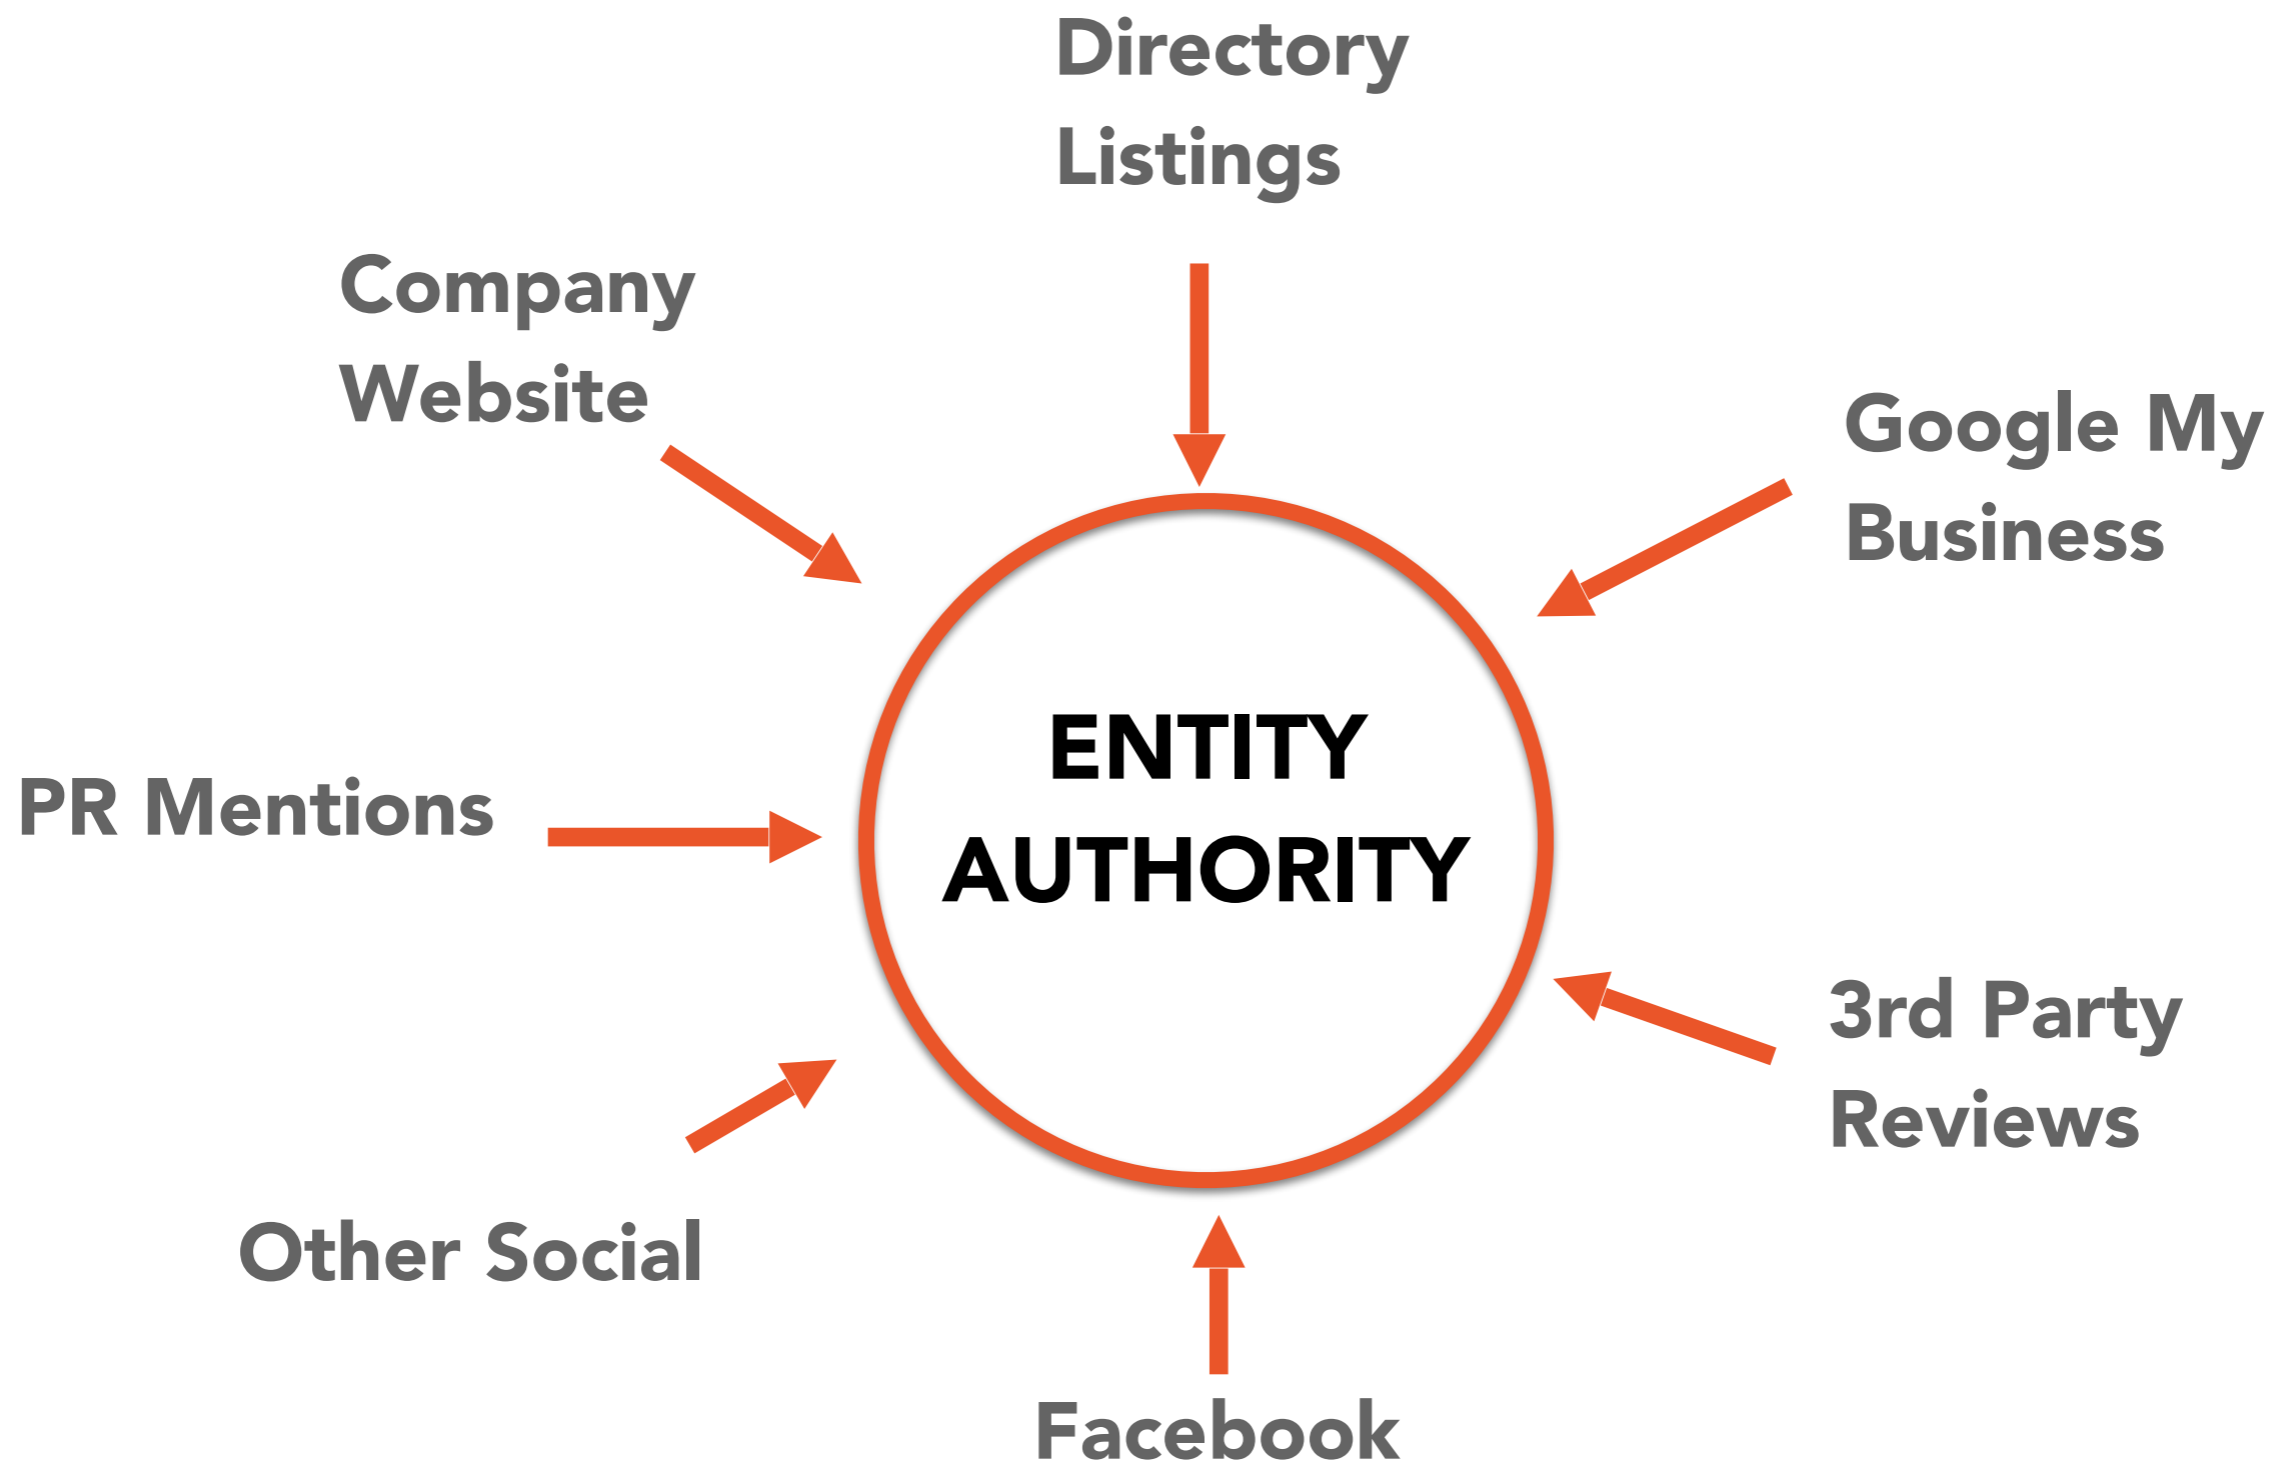 Directory
Listings
Company
Website
Google My
Business
ENTITY
AUTHORITY
PR Mentions
3rd Party
Reviews
Other Social
Facebook